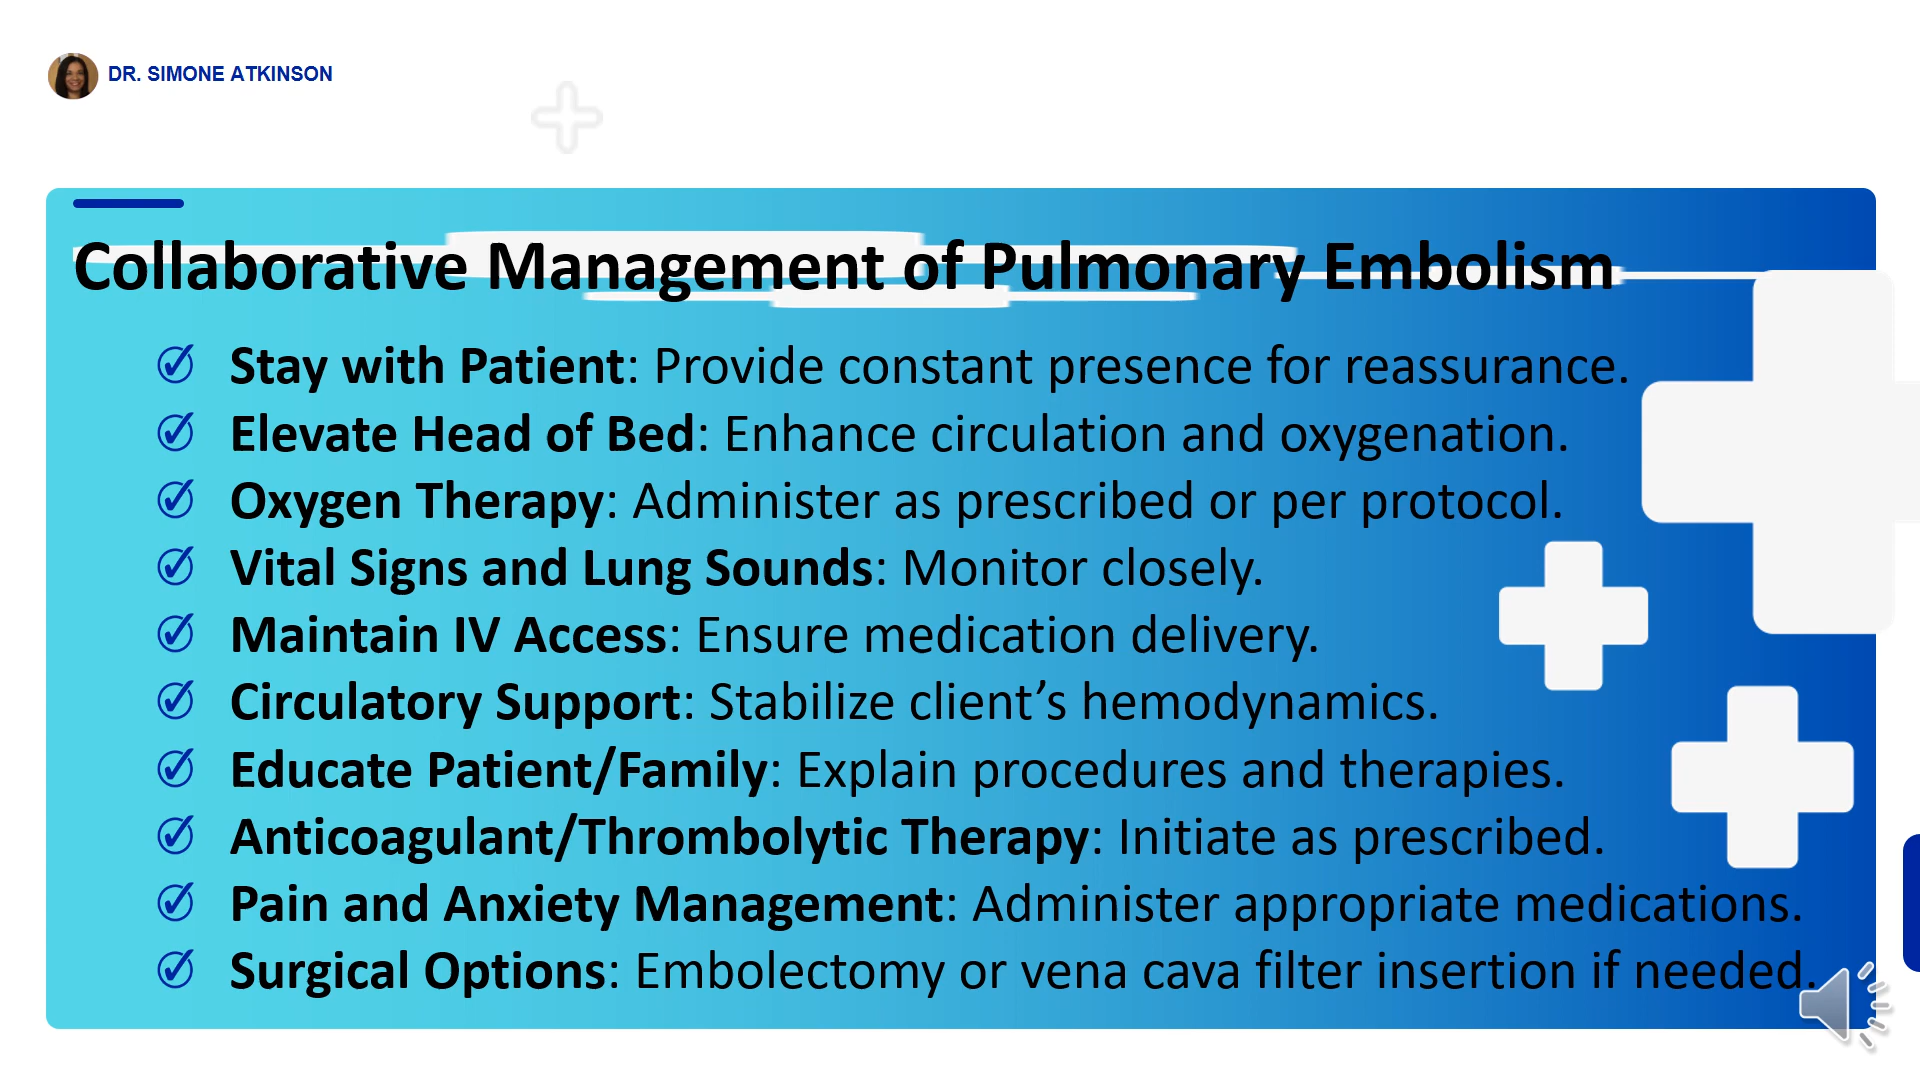 DR. SIMONE ATKINSON
Collaborative Management of Pulmonary Embolism
Stay with Patient: Provide constant presence for reassurance.
Elevate Head of Bed: Enhance circulation and oxygenation.
Oxygen Therapy: Administer as prescribed or per protocol.
Vital Signs and Lung Sounds: Monitor closely.
Maintain IV Access: Ensure medication delivery.
Circulatory Support: Stabilize client’s hemodynamics.
Educate Patient/Family: Explain procedures and therapies.
Anticoagulant/Thrombolytic Therapy: Initiate as prescribed.
Pain and Anxiety Management: Administer appropriate medications.
Surgical Options: Embolectomy or vena cava filter insertion if needed.